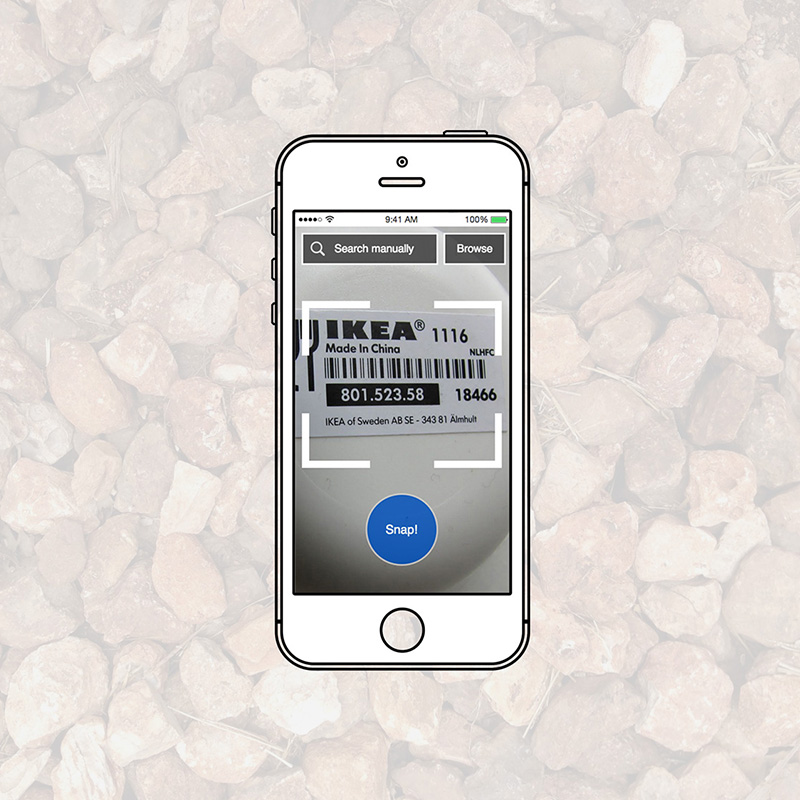 9:41 AM 100%
Search manually Browse
IKEA® 1116
Made In China NLHFC
801.523.58 18466
IKEA of Sweden AB SE - 343 81 Älmhult
Snap!